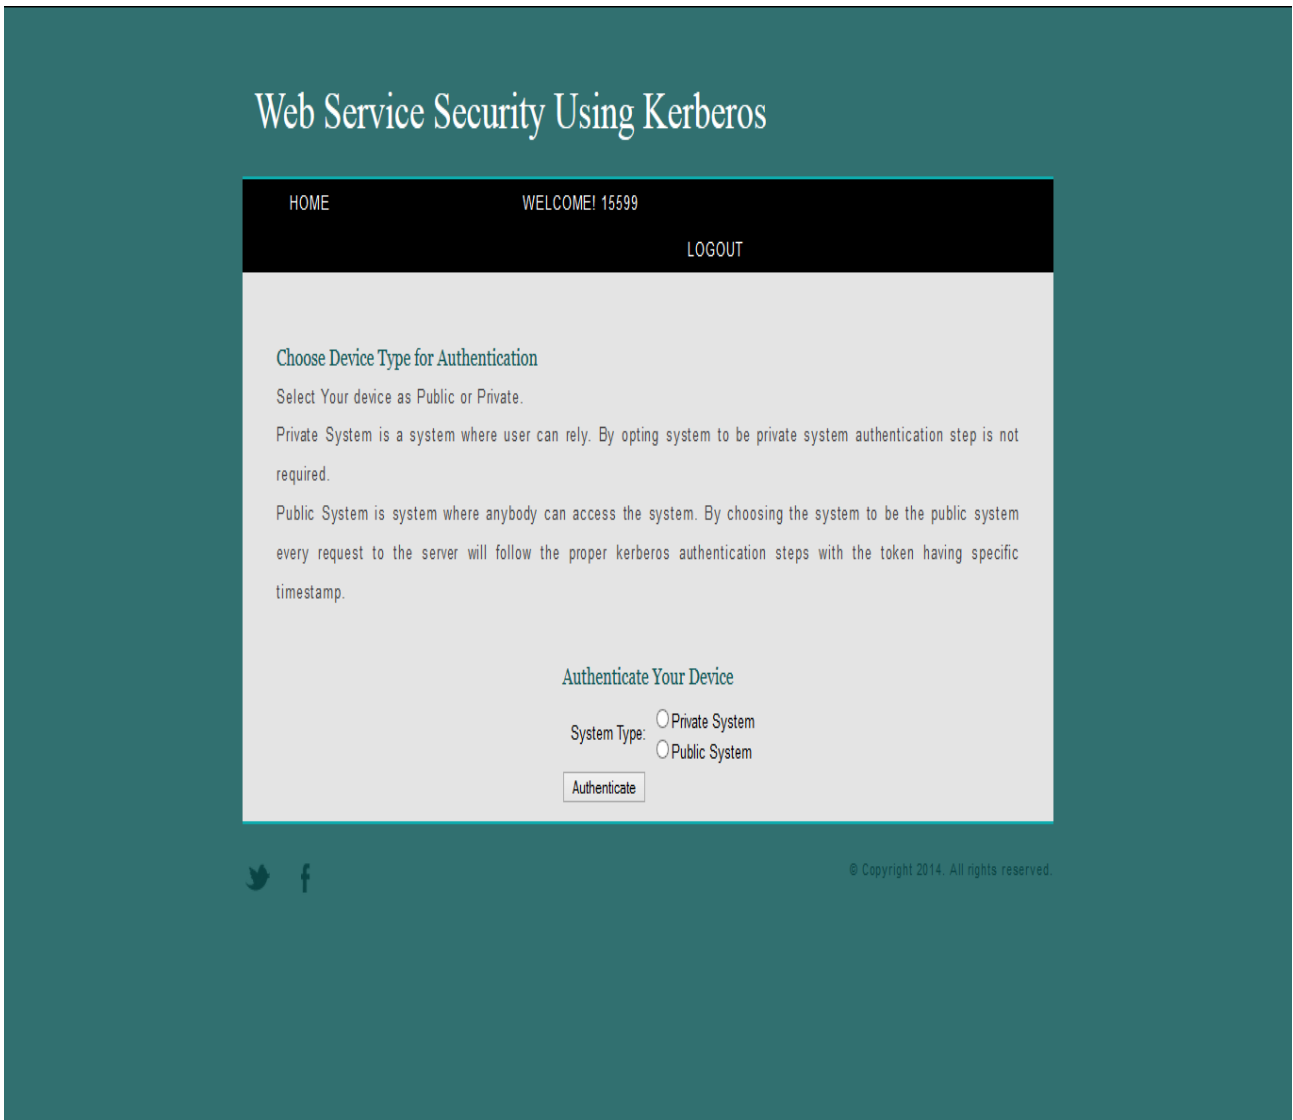 Web Service Security Using Kerberos
HOME WELCOME! 15599
LOGOUT
Choose Device Type for Authentication
Select Your device as Public or Private.
Private System is a system where user can rely. By opting system to be private system authentication step is not
required.
Public System is system where anybody can access the system. By choosing the system to be the public system
every request to the server will follow the proper kerberos authentication steps with the token having specific
timestamp.
Authenticate Your Device
System Type:
Private System
Public System
Authenticate
© Copyright 2014. All rights reserved.